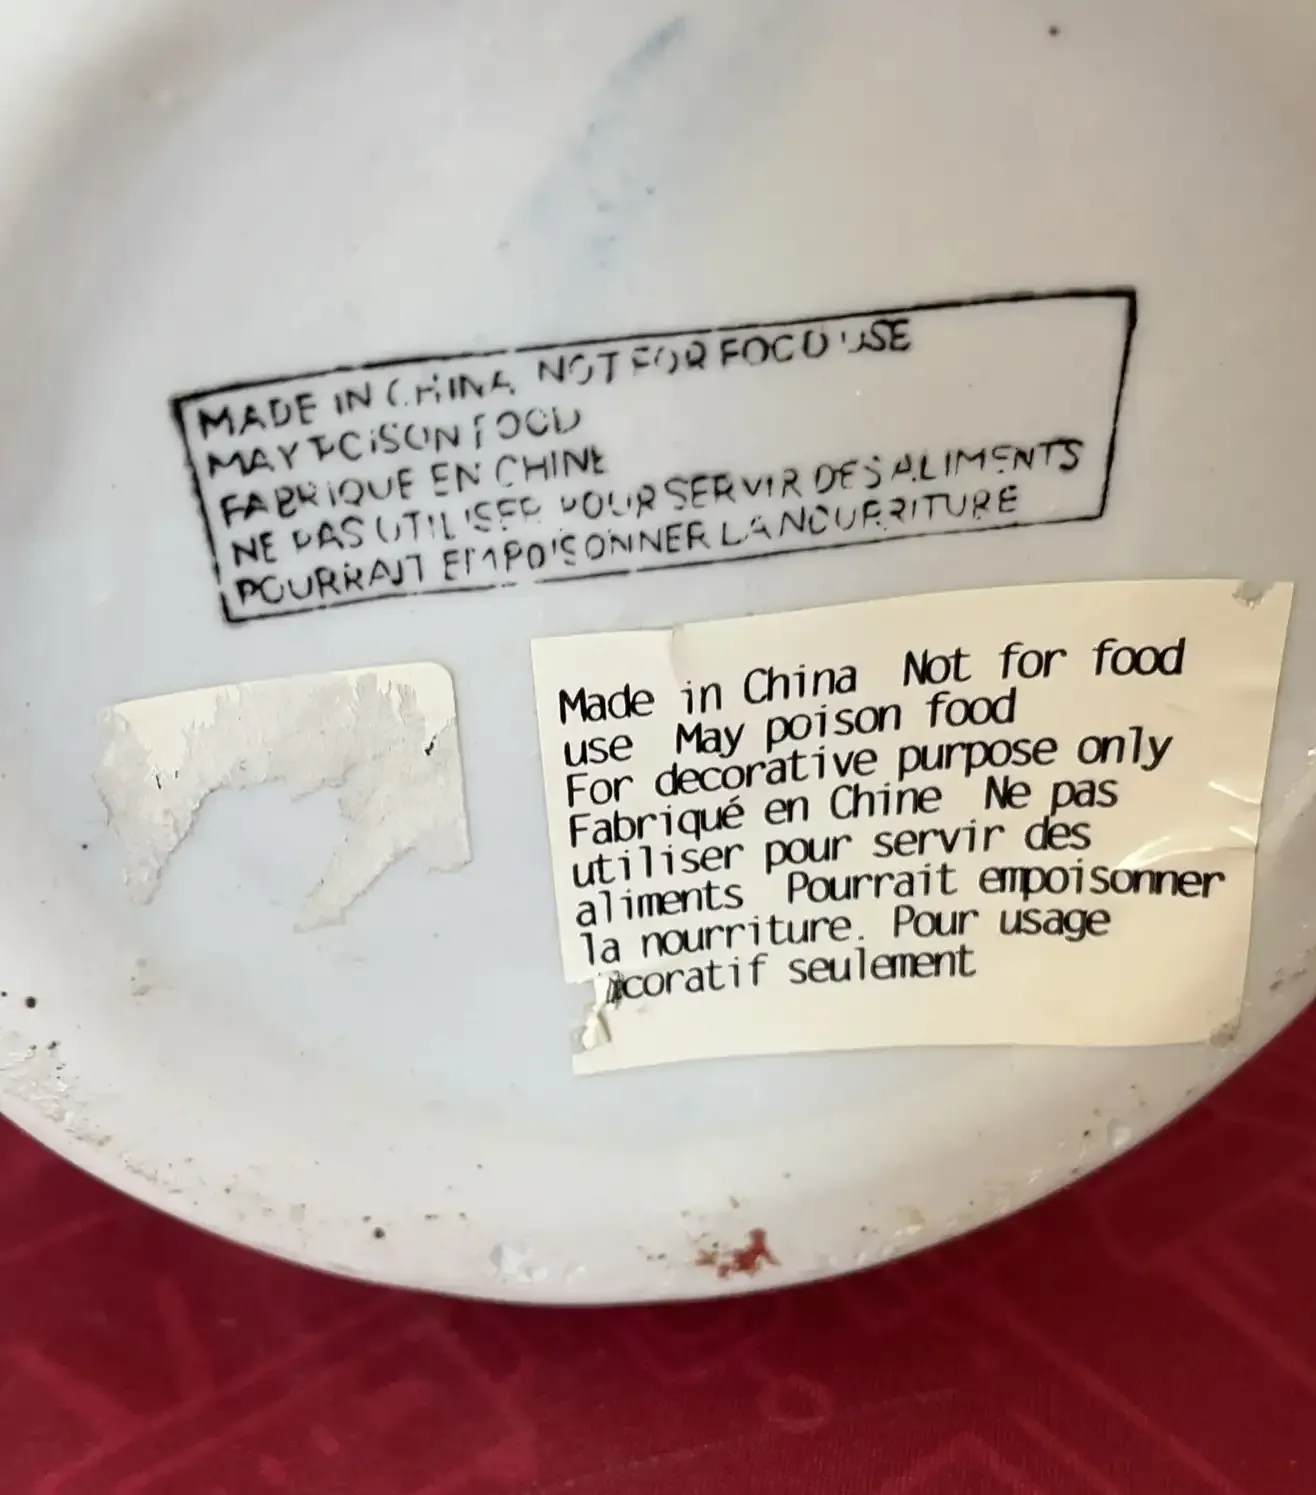 MADE IN CHINA NOT FOR FOOD USE
MAY POISON FOOD
FABRIQUE EN CHINE
NE PAS UTILISER POUR SERVIR DES ALIMENTS
POURRAIT EMPOISONNER LA NOURRITURE
Made in China Not for food
use May poison food
For decorative purpose only
Fabriqué en Chine Ne pas
utiliser pour servir des
aliments Pourrait empoisonner
la nourriture. Pour usage
coratif seulement